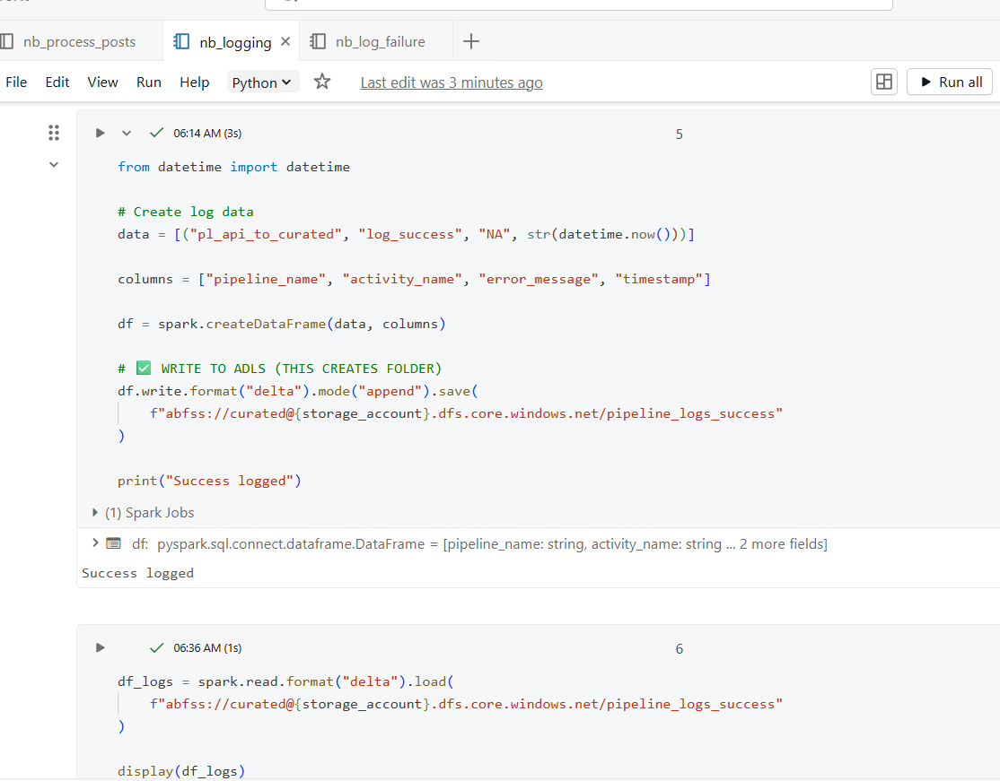 nb_process_posts nb_logging nb_log_failure
File Edit View Run Help Python Last edit was 3 minutes ago Run all
06:14 AM (3s) 5
from datetime import datetime
# Create log data
data = [("pl_api_to_curated", "log_success", "NA", str(datetime.now()))]
columns = ["pipeline_name", "activity_name", "error_message", "timestamp"]
df = spark.createDataFrame(data, columns)
# ✅ WRITE TO ADLS (THIS CREATES FOLDER)
df.write.format("delta").mode("append").save(
f"abfss://curated@{storage_account}.dfs.core.windows.net/pipeline_logs_success"
)
print("Success logged")
(1) Spark Jobs
df: pyspark.sql.connect.dataframe.DataFrame = [pipeline_name: string, activity_name: string ... 2 more fields]
Success logged
06:36 AM (1s) 6
df_logs = spark.read.format("delta").load(
f"abfss://curated@{storage_account}.dfs.core.windows.net/pipeline_logs_success"
)
display(df_logs)